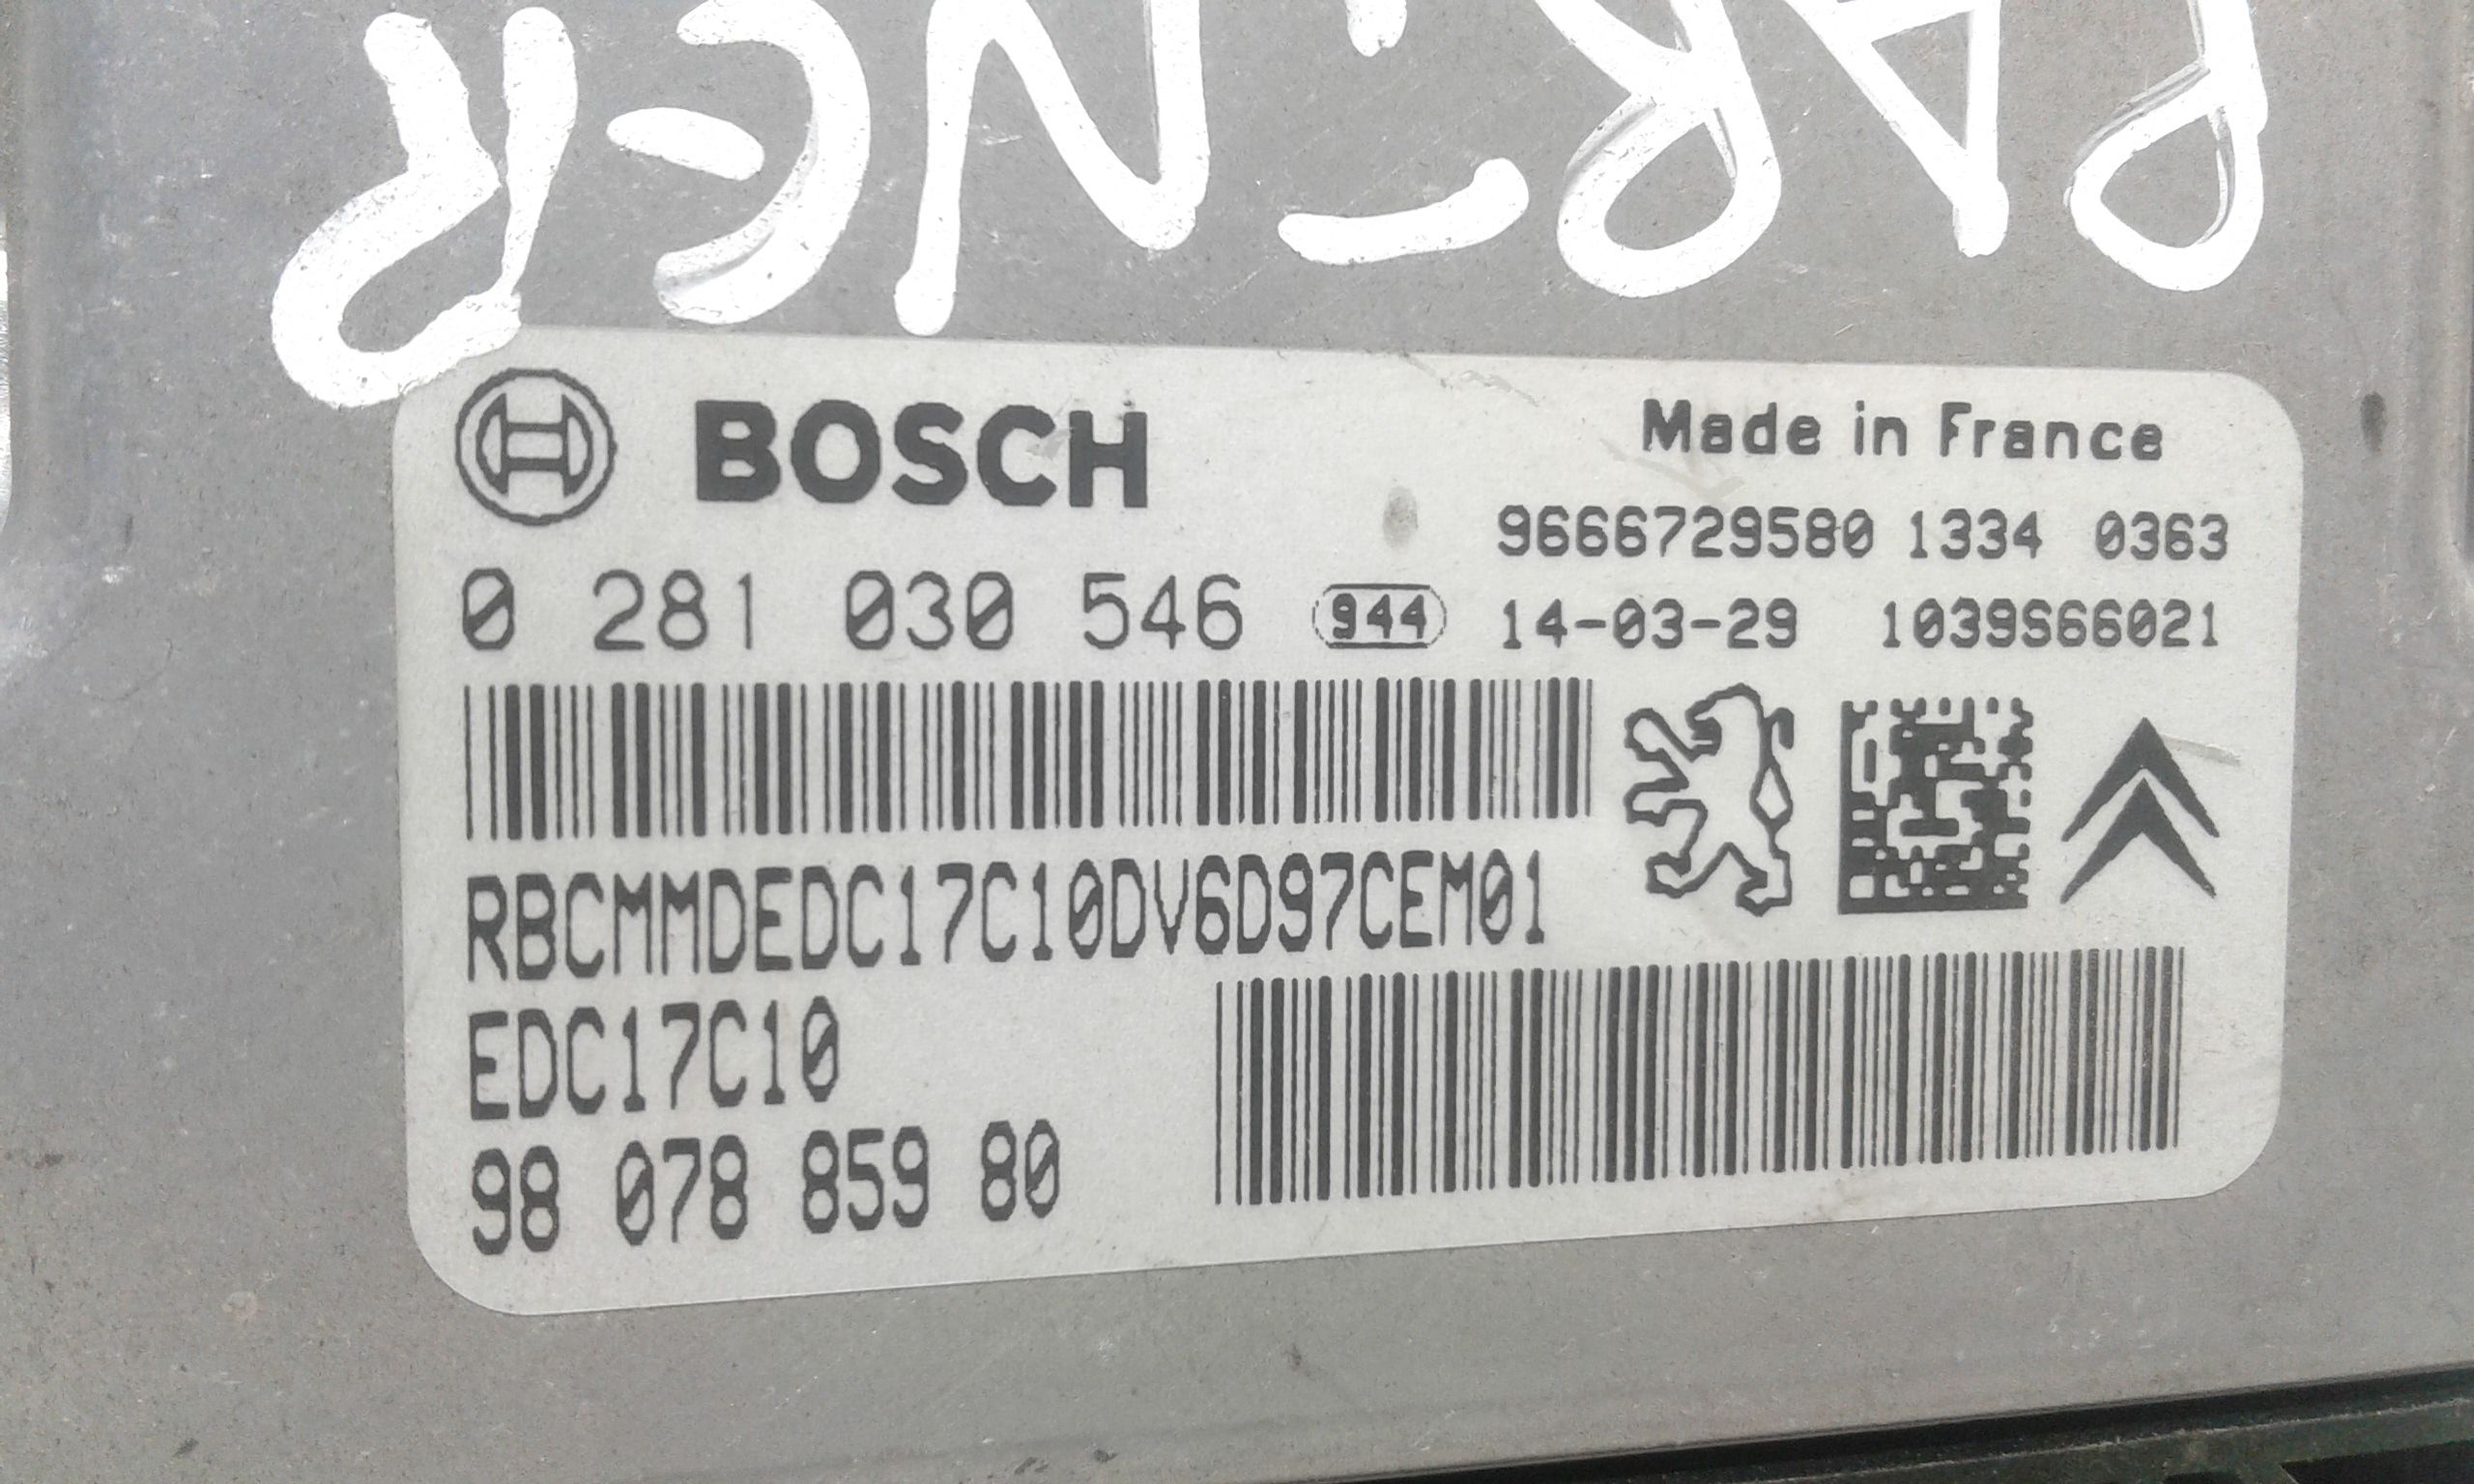 PARTNER
BOSCH
Made in France
9666729580 1334 0363
0 281 030 546 944 14-03-29 1039S66021
RBCMMDEDC17C10DV6D97CEM01
EDC17C10
98 078 859 80